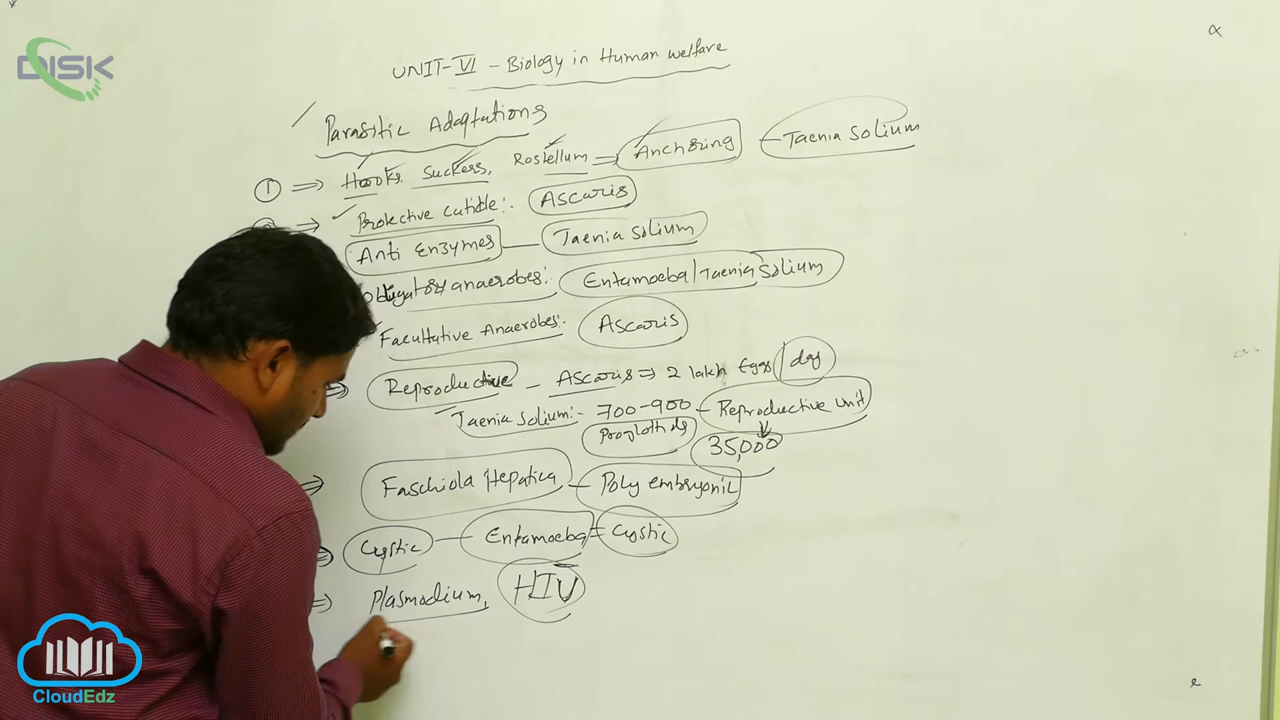 DISK
UNIT-VI - Biology in Human welfare
Parasitic Adaptations
① ⇒ Hooks, Suckers, Rostellum ⇒ Anchoring - Taenia Solium
→ Protective cuticle:- Ascaris
Anti Enzymes - Taenia Solium
obligatory anaerobes:- Entamoeba/Taenia Solium
Facultative Anaerobes:- Ascaris
⇒ Reproductive - Ascaris ⇒ 2 lakh Eggs/day
Taenia Solium:- 700-900 - Reproductive unit
Proglottids 35,000
⇒ Faschiola Hepatica - Poly embryonic
⇒ Cystic - Entamoeba - Cystic
⇒ Plasmodium, HIV
CloudEdz